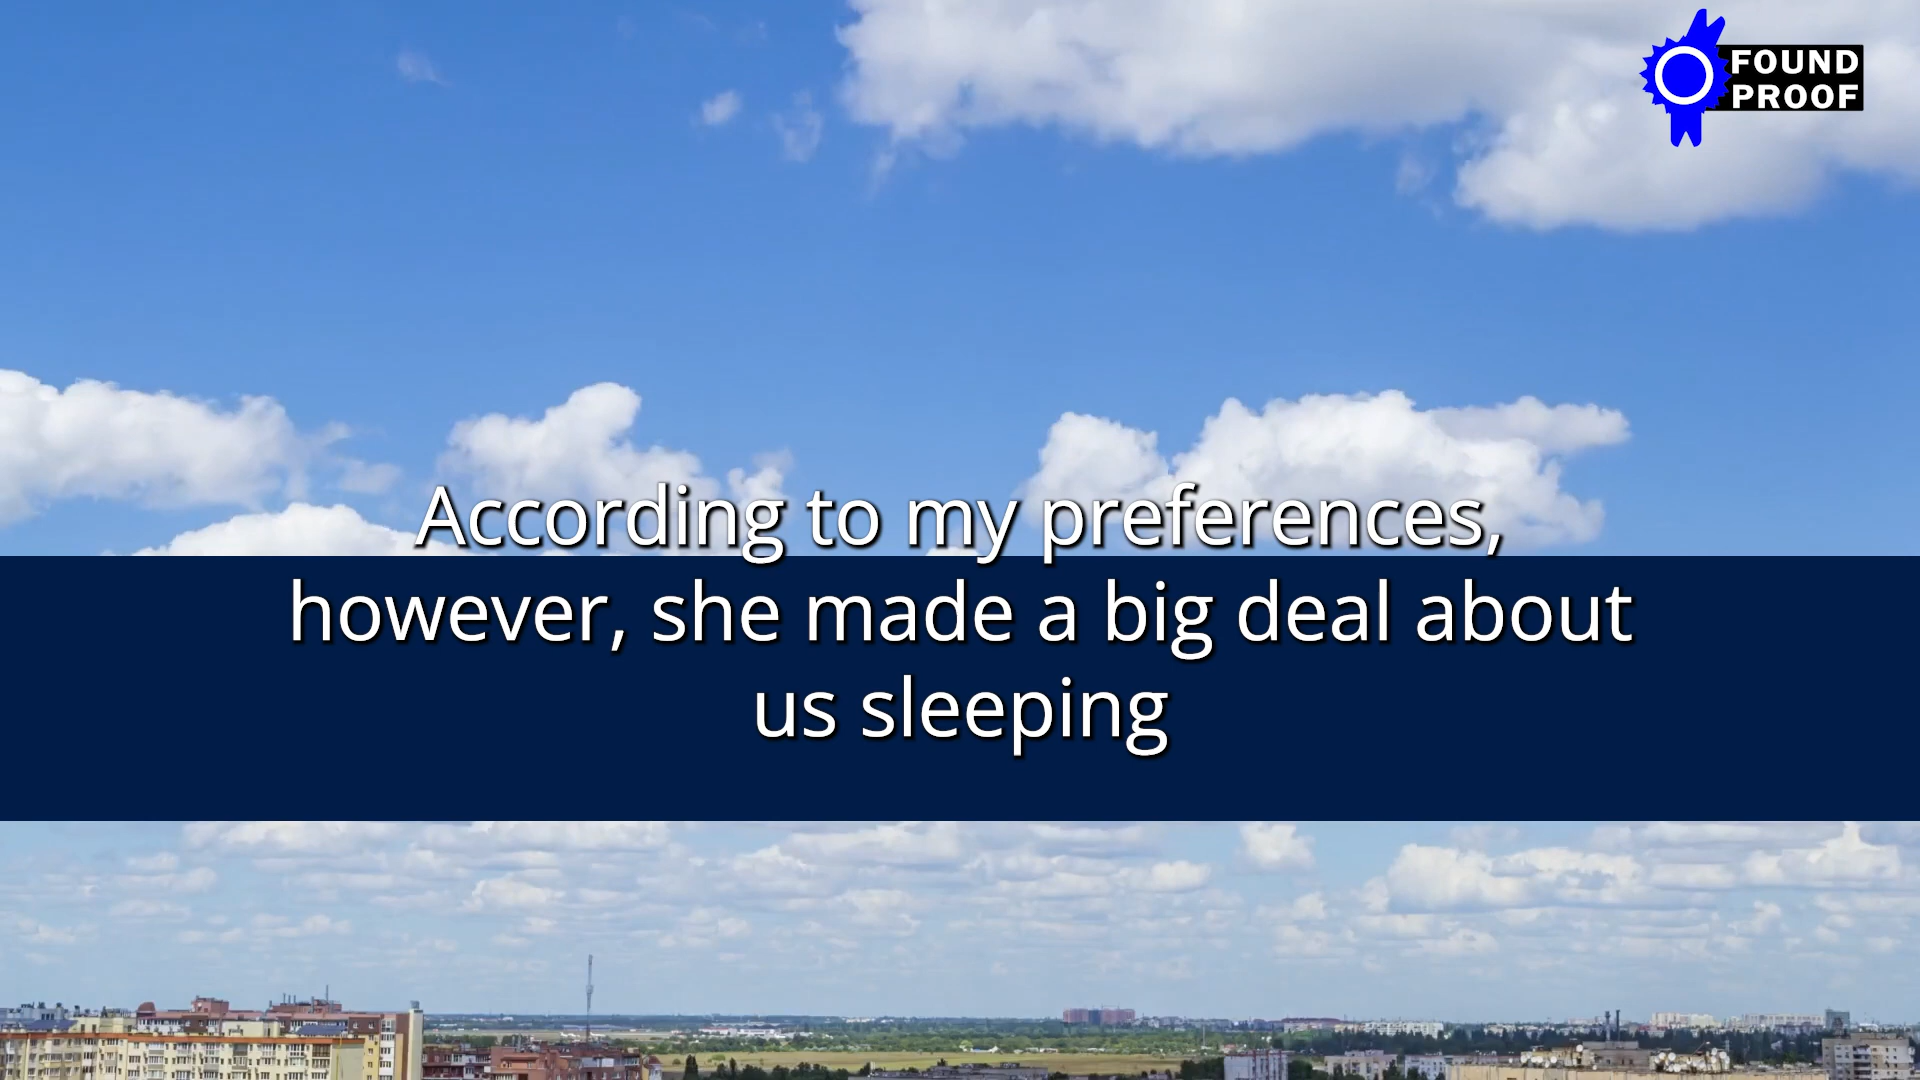 FOUND
PROOF
According to my preferences,
however, she made a big deal about
us sleeping